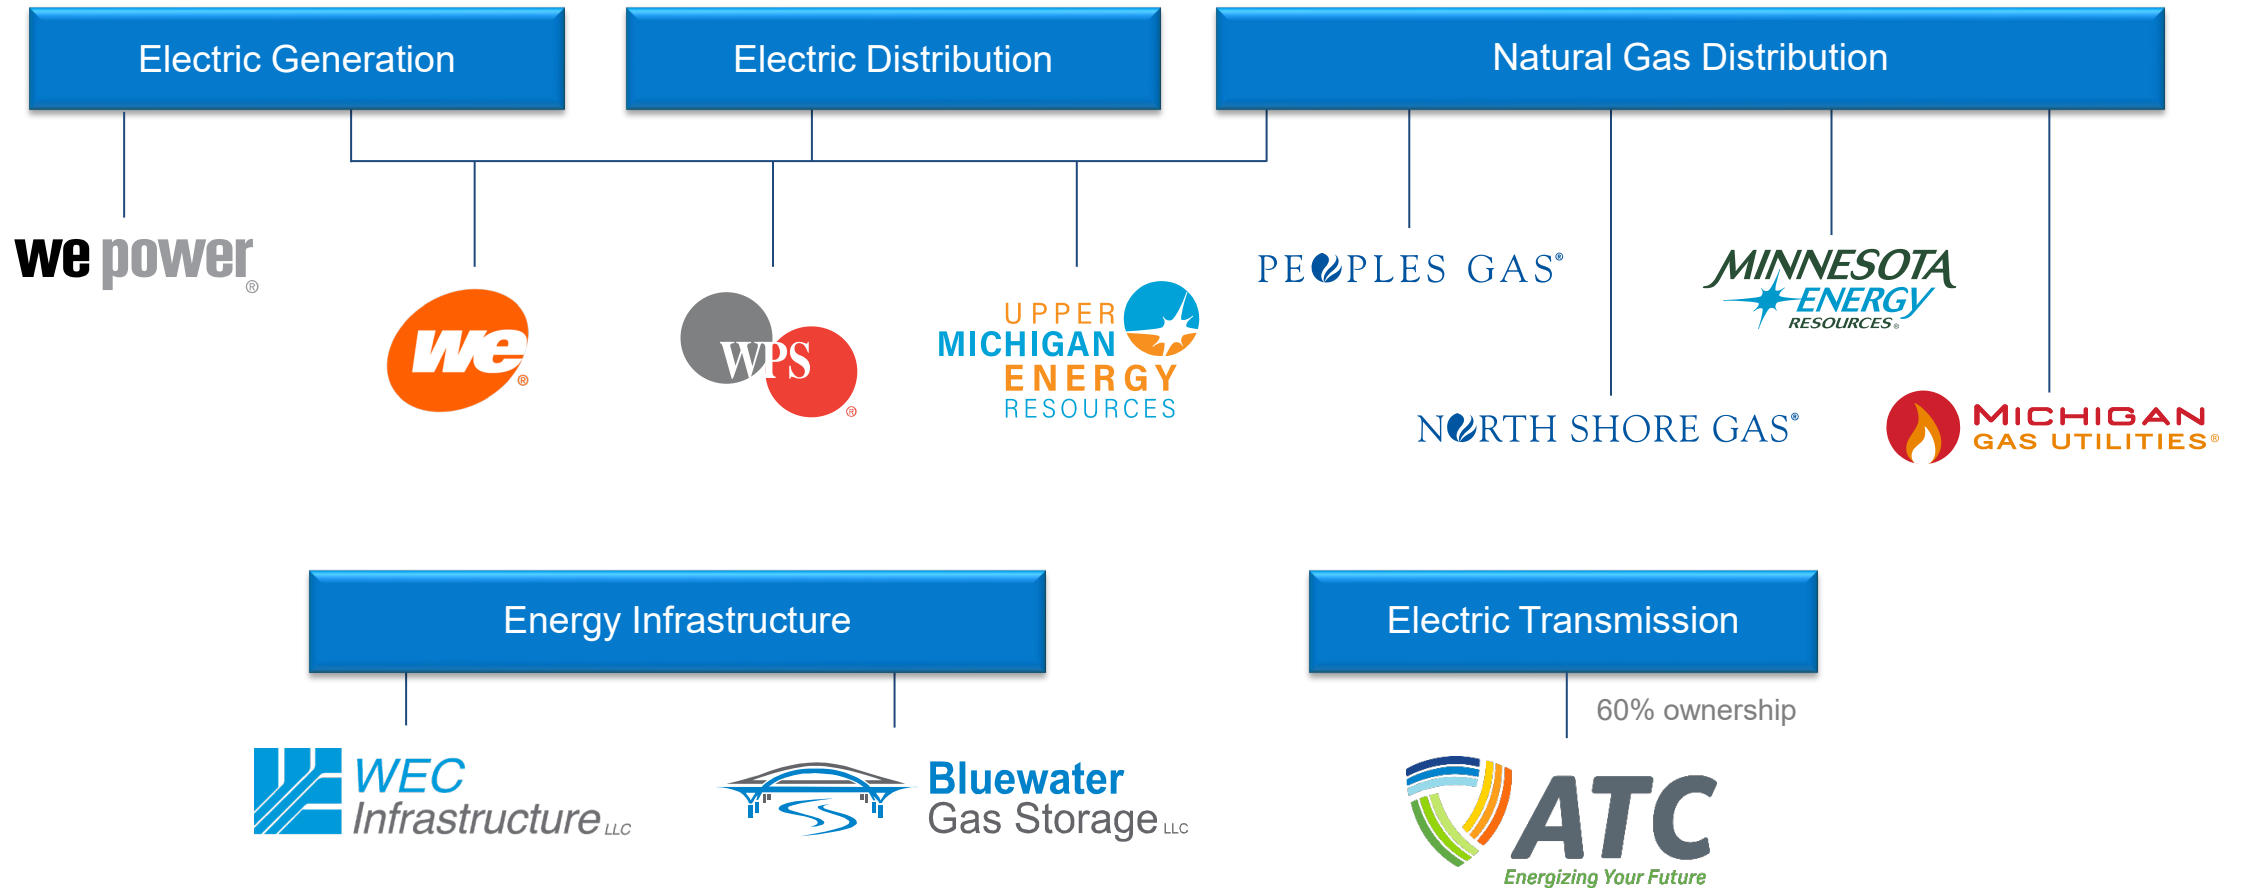 Electric Generation
Electric Distribution
Natural Gas Distribution
we power®
we®
WPS®
UPPER
MICHIGAN
ENERGY
RESOURCES
PEOPLES GAS®
NORTH SHORE GAS®
MINNESOTA
ENERGY
RESOURCES®
MICHIGAN
GAS UTILITIES®
Energy Infrastructure
Electric Transmission
60% ownership
WEC
Infrastructure LLC
Bluewater
Gas Storage LLC
ATC
Energizing Your Future